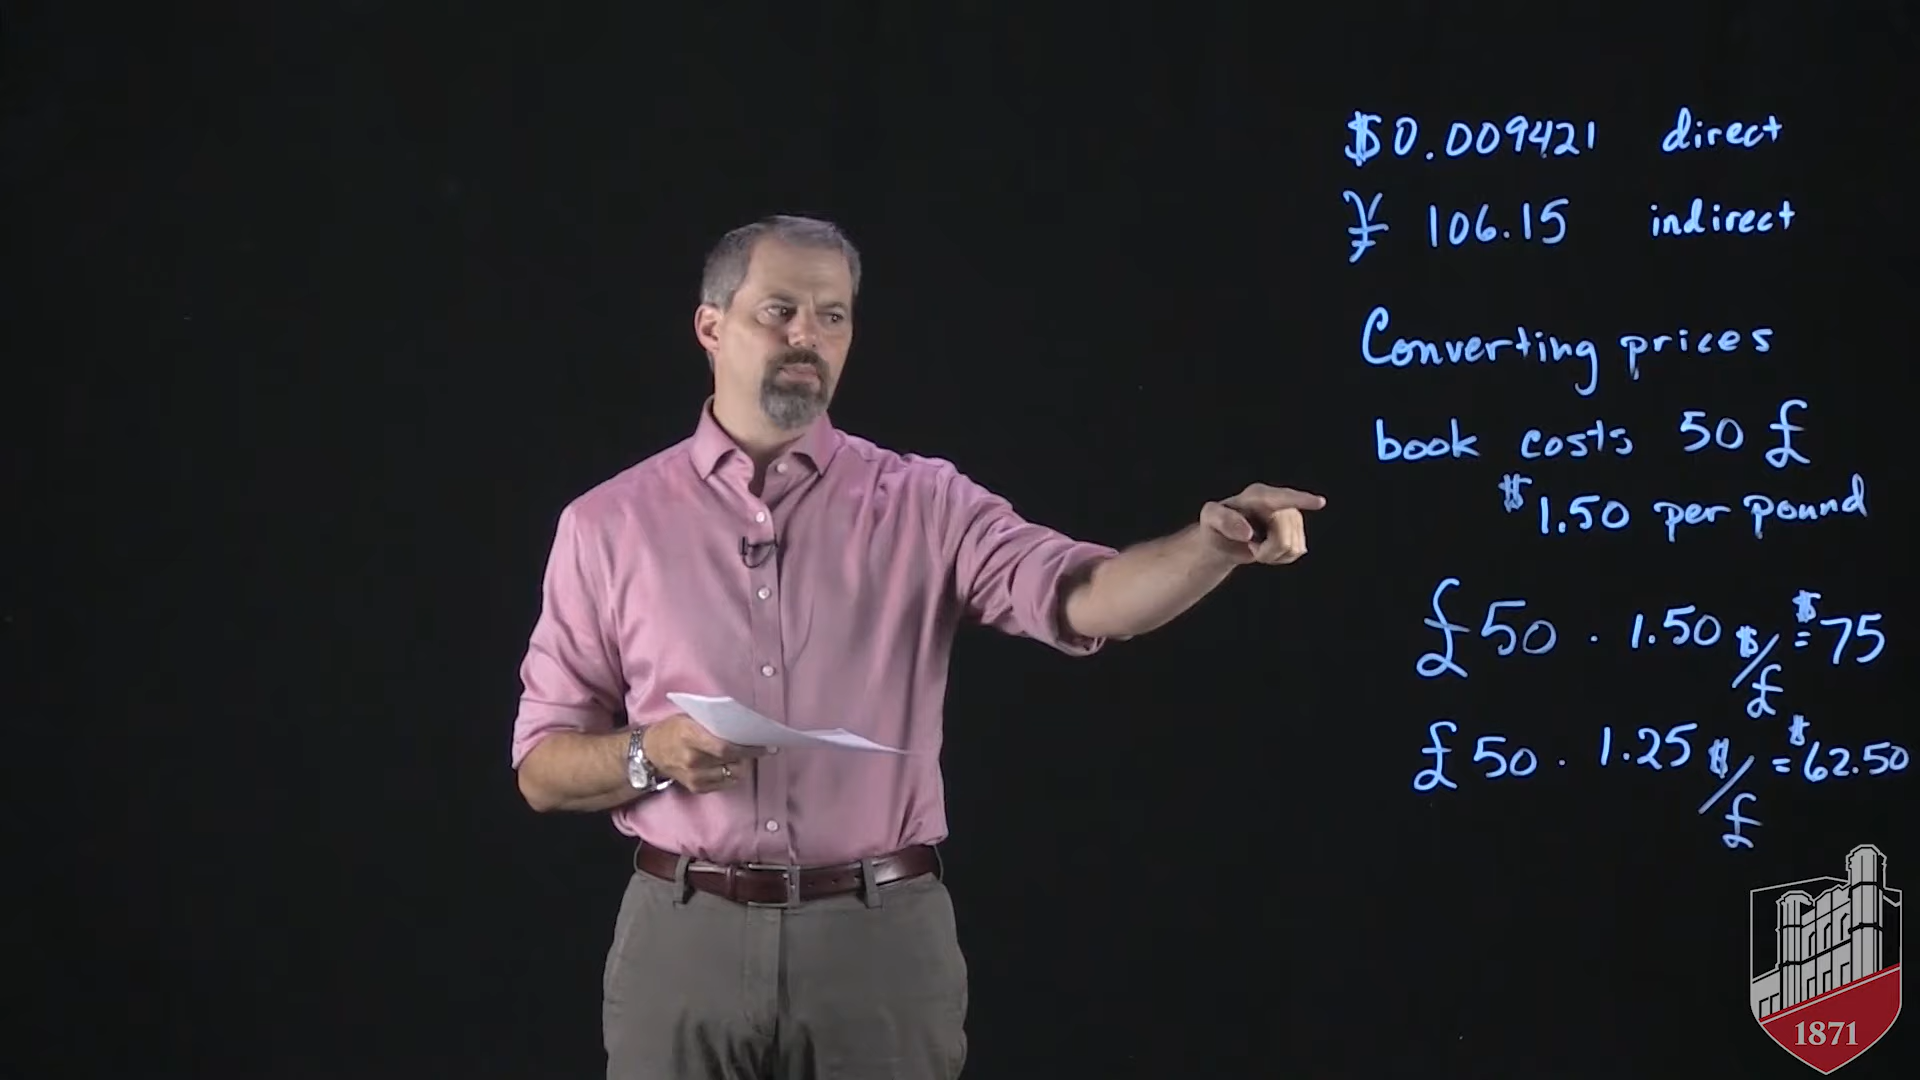 $0.009421 direct
¥ 106.15 indirect
Converting prices
book costs 50 £
$1.50 per pound
£50 · 1.50 $/£ = $75
£50 · 1.25 $/£ = $62.50
1871